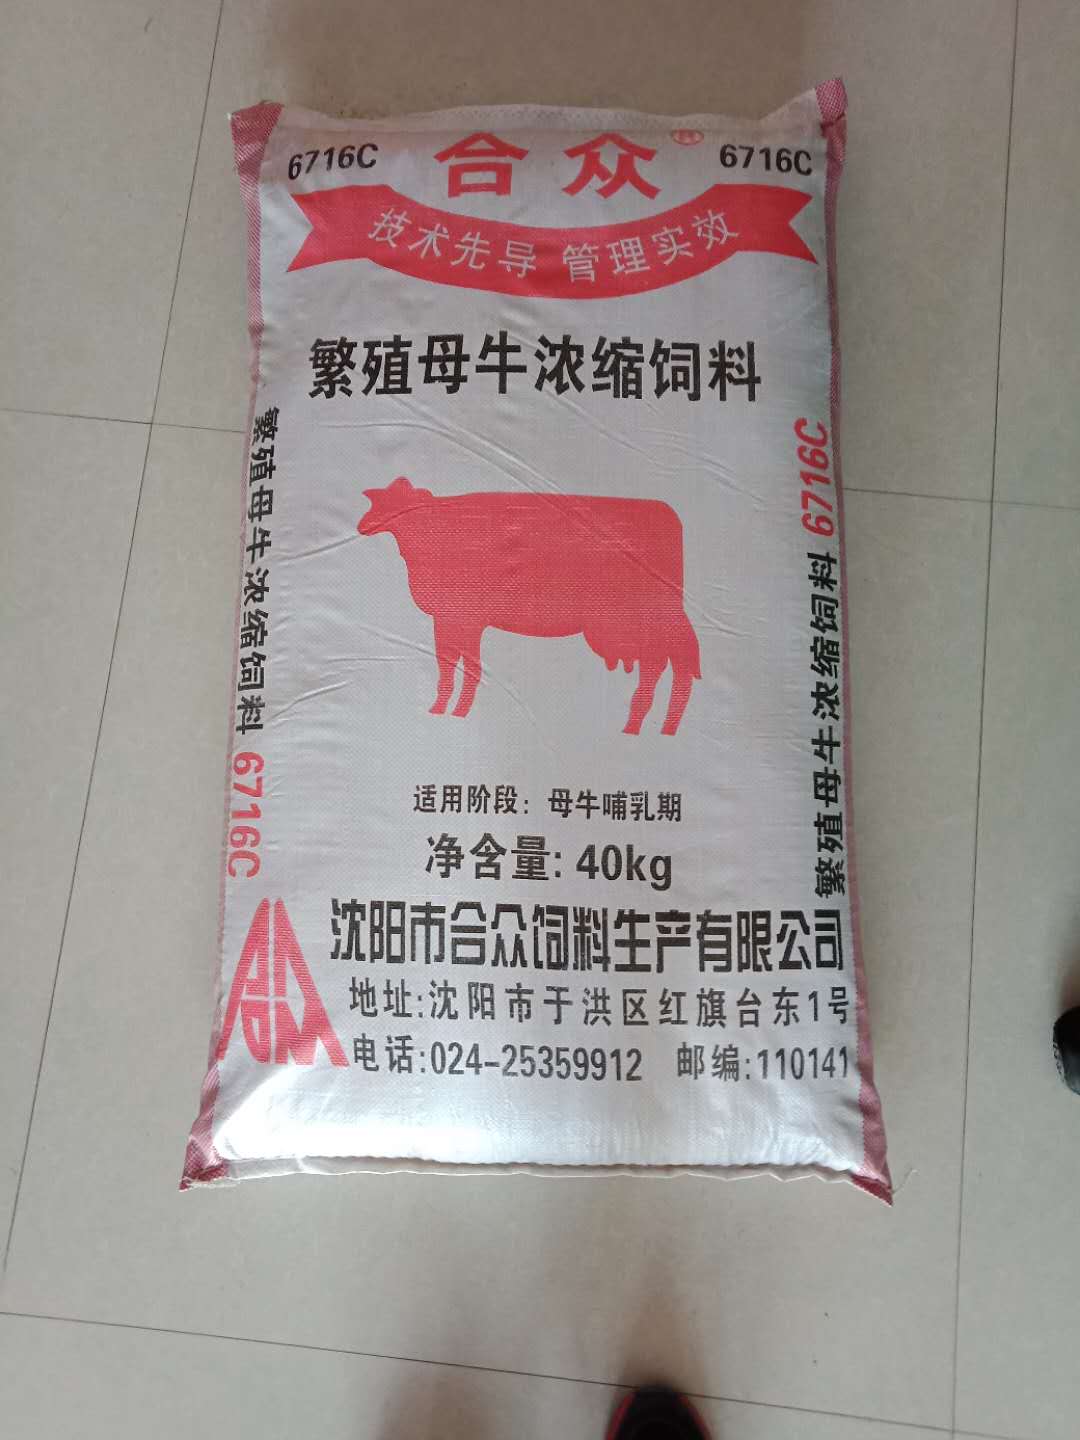 6716C 合众® 6716C
技术先导 管理实效
繁殖母牛浓缩饲料
繁殖母牛浓缩饲料 6716C
繁殖母牛浓缩饲料 6716C
适用阶段：母牛哺乳期
净含量: 40kg
沈阳市合众饲料生产有限公司
地址:沈阳市于洪区红旗台东1号
电话:024-25359912 邮编:110141